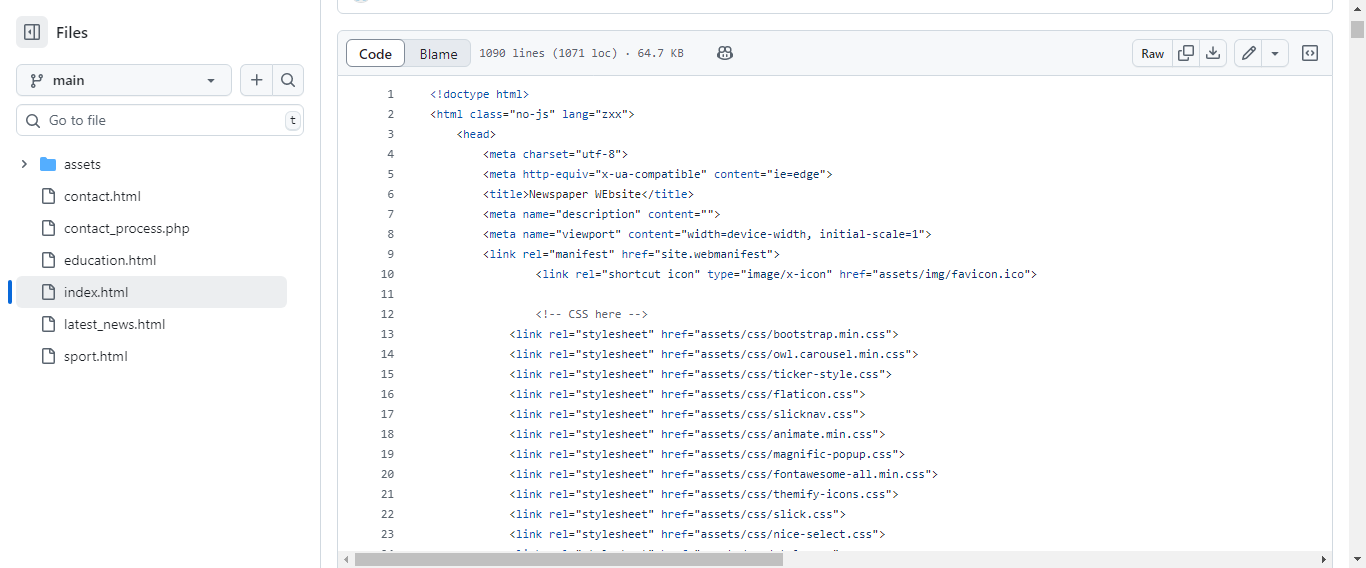 Files
main
Go to file
t
assets
contact.html
contact_process.php
education.html
index.html
latest_news.html
sport.html
Code Blame 1090 lines (1071 loc) · 64.7 KB Raw
1 <!doctype html>
2 <html class="no-js" lang="zxx">
3 <head>
4 <meta charset="utf-8">
5 <meta http-equiv="x-ua-compatible" content="ie=edge">
6 <title>Newspaper WEbsite</title>
7 <meta name="description" content="">
8 <meta name="viewport" content="width=device-width, initial-scale=1">
9 <link rel="manifest" href="site.webmanifest">
10 <link rel="shortcut icon" type="image/x-icon" href="assets/img/favicon.ico">
11
12 <!-- CSS here -->
13 <link rel="stylesheet" href="assets/css/bootstrap.min.css">
14 <link rel="stylesheet" href="assets/css/owl.carousel.min.css">
15 <link rel="stylesheet" href="assets/css/ticker-style.css">
16 <link rel="stylesheet" href="assets/css/flaticon.css">
17 <link rel="stylesheet" href="assets/css/slicknav.css">
18 <link rel="stylesheet" href="assets/css/animate.min.css">
19 <link rel="stylesheet" href="assets/css/magnific-popup.css">
20 <link rel="stylesheet" href="assets/css/fontawesome-all.min.css">
21 <link rel="stylesheet" href="assets/css/themify-icons.css">
22 <link rel="stylesheet" href="assets/css/slick.css">
23 <link rel="stylesheet" href="assets/css/nice-select.css">